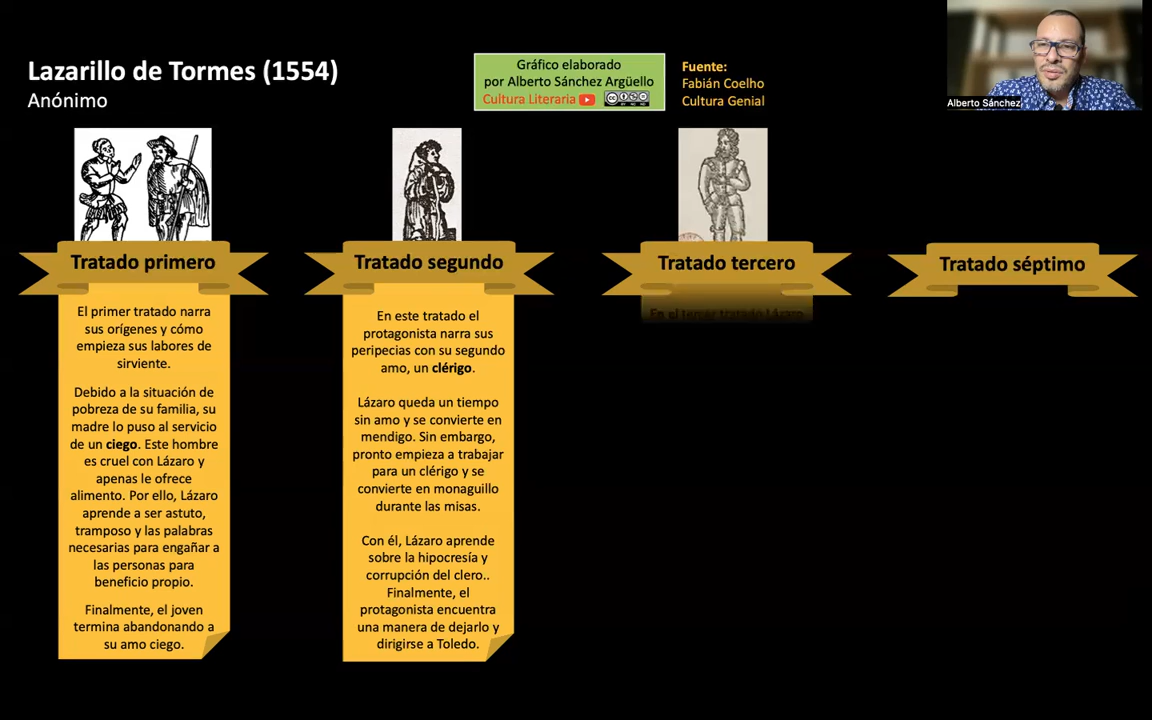 Lazarillo de Tormes (1554)
Anónimo
Gráfico elaborado
por Alberto Sánchez Argüello
Cultura Literaria
Fuente:
Fabián Coelho
Cultura Genial
Alberto Sánchez
Tratado primero
El primer tratado narra
sus orígenes y cómo
empieza sus labores de
sirviente.
Debido a la situación de
pobreza de su familia, su
madre lo puso al servicio
de un ciego. Este hombre
es cruel con Lázaro y
apenas le ofrece
alimento. Por ello, Lázaro
aprende a ser astuto,
tramposo y las palabras
necesarias para engañar a
las personas para
beneficio propio.
Finalmente, el joven
termina abandonando a
su amo ciego.
Tratado segundo
En este tratado el
protagonista narra sus
peripecias con su segundo
amo, un clérigo.
Lázaro queda un tiempo
sin amo y se convierte en
mendigo. Sin embargo,
pronto empieza a trabajar
para un clérigo y se
convierte en monaguillo
durante las misas.
Con él, Lázaro aprende
sobre la hipocresía y
corrupción del clero..
Finalmente, el
protagonista encuentra
una manera de dejarlo y
dirigirse a Toledo.
Tratado tercero
En el tercer tratado Lázaro
Tratado séptimo